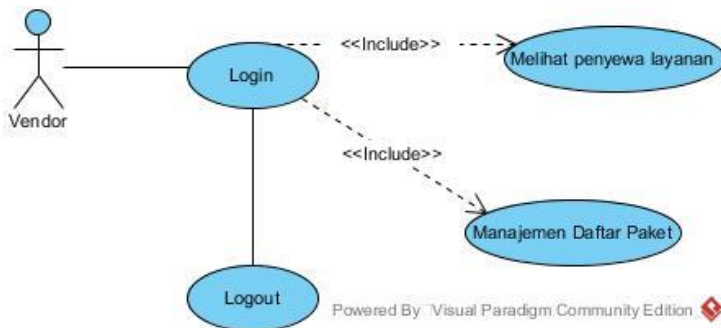 <<Include>>
Melihat penyewa layanan
Login
Vendor
<<Include>>
Manajemen Daftar Paket
Logout
Powered By Visual Paradigm Community Edition